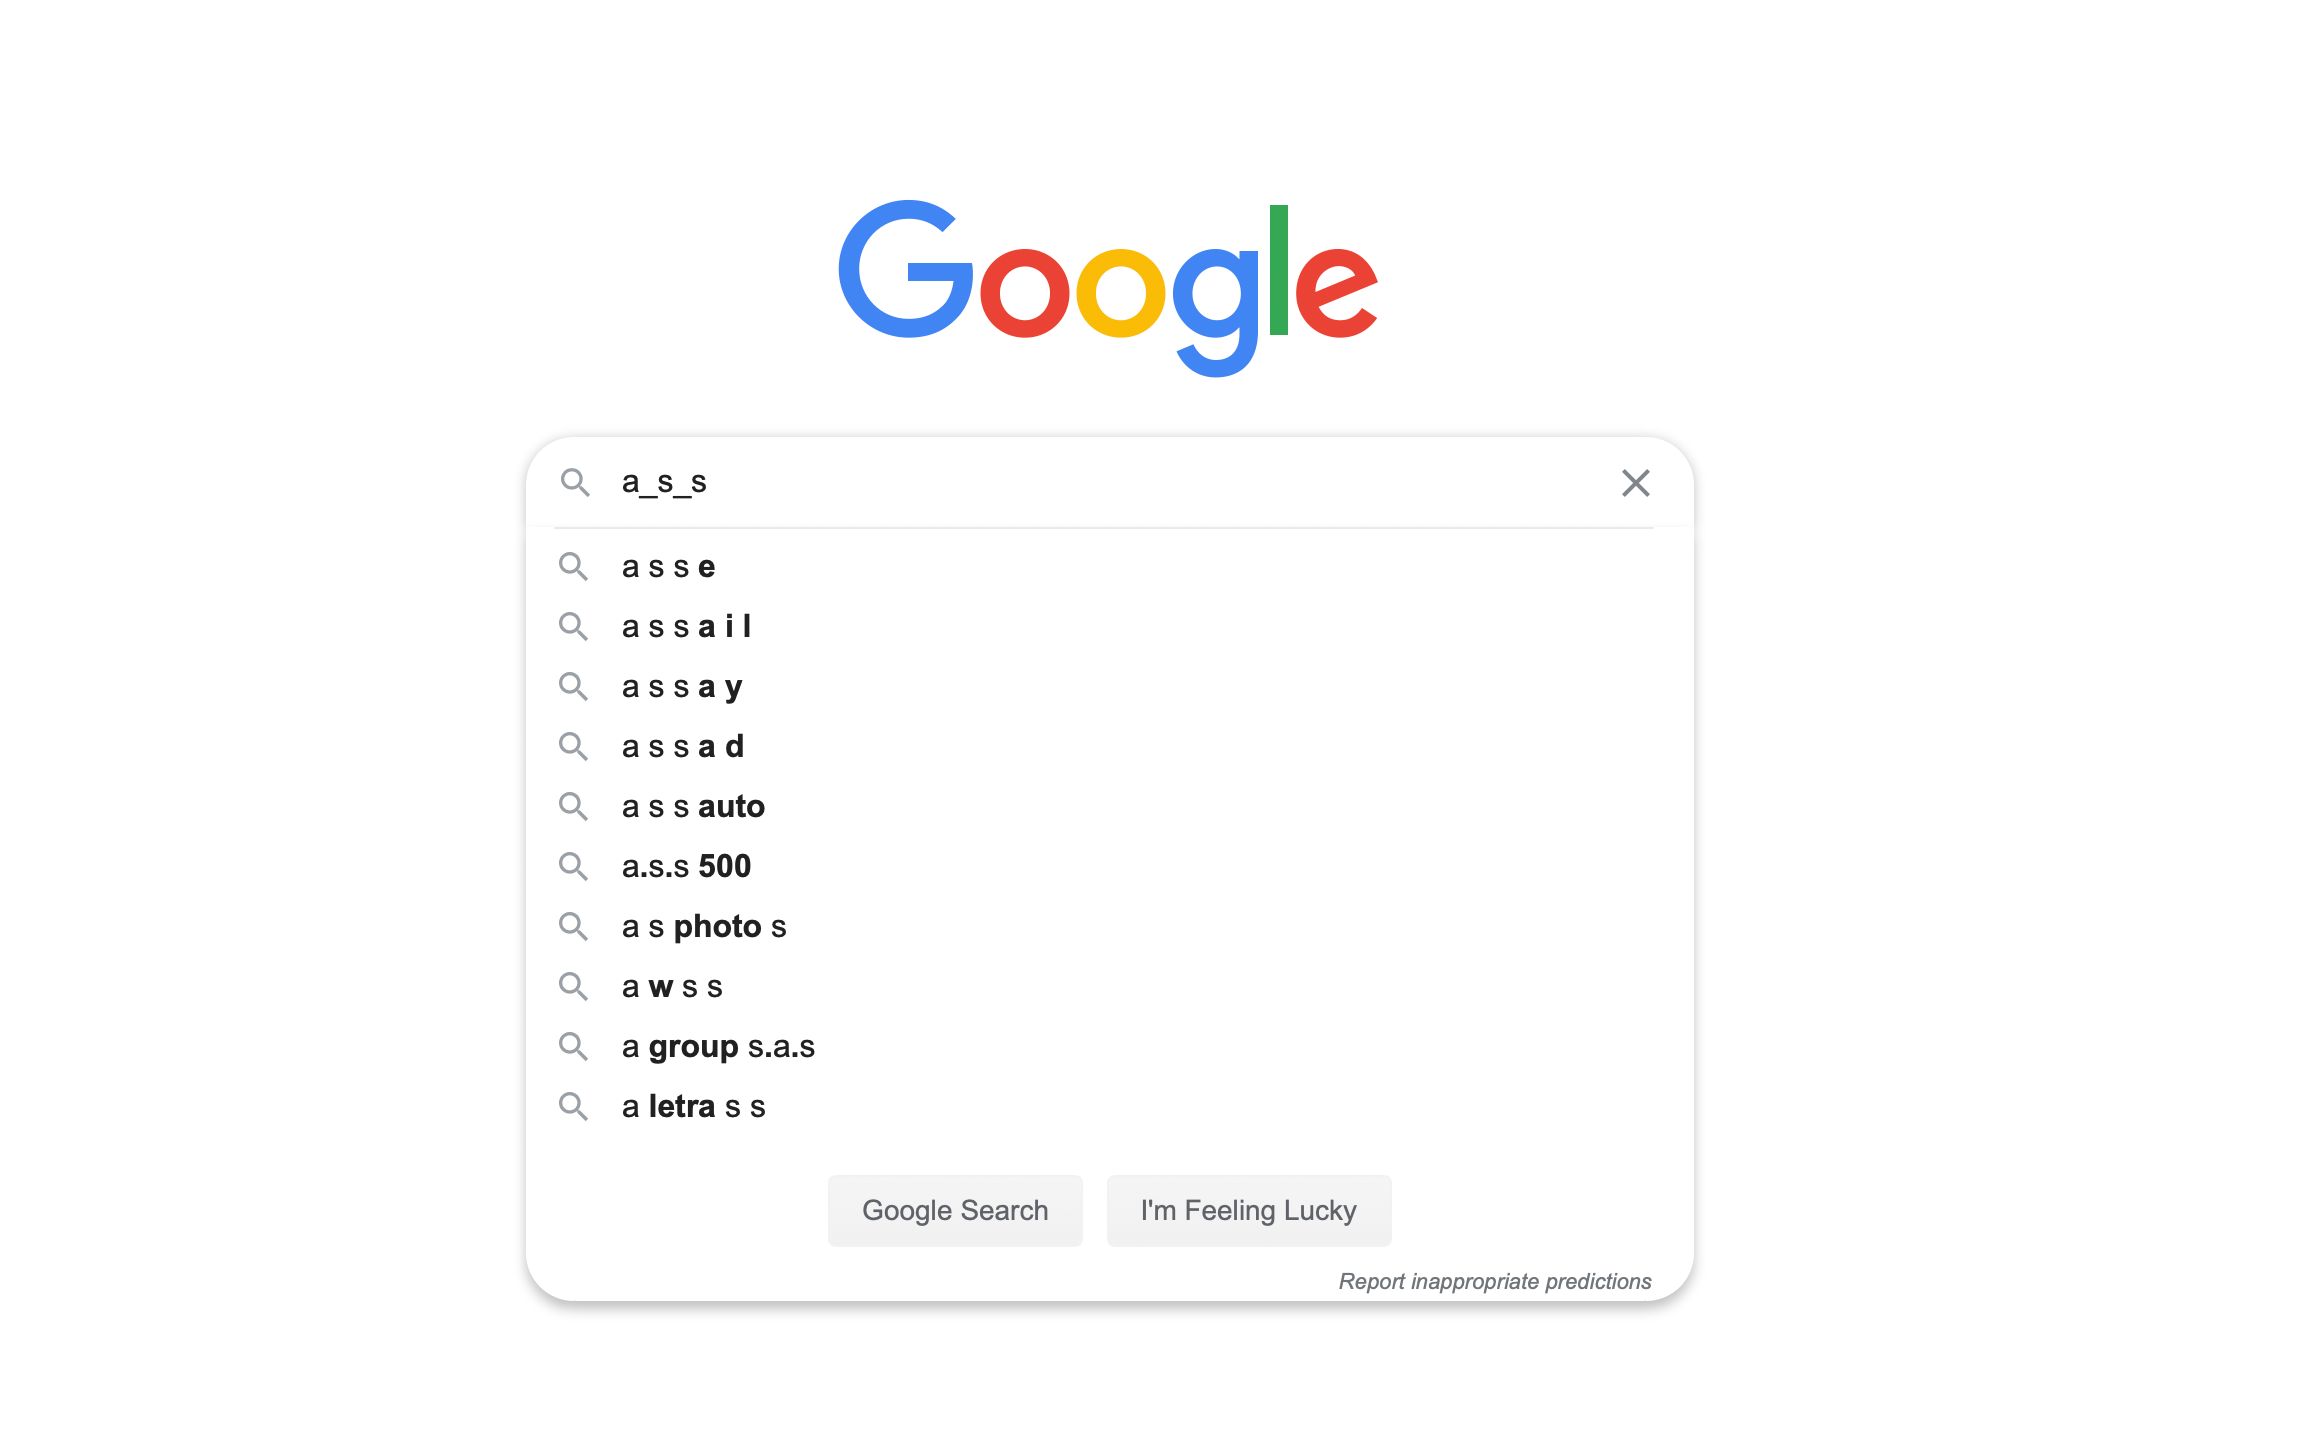 Google
a_s_s
a s s e
a s s a i l
a s s a y
a s s a d
a s s auto
a.s.s 500
a s photo s
a w s s
a group s.a.s
a letra s s
Google Search
I'm Feeling Lucky
Report inappropriate predictions